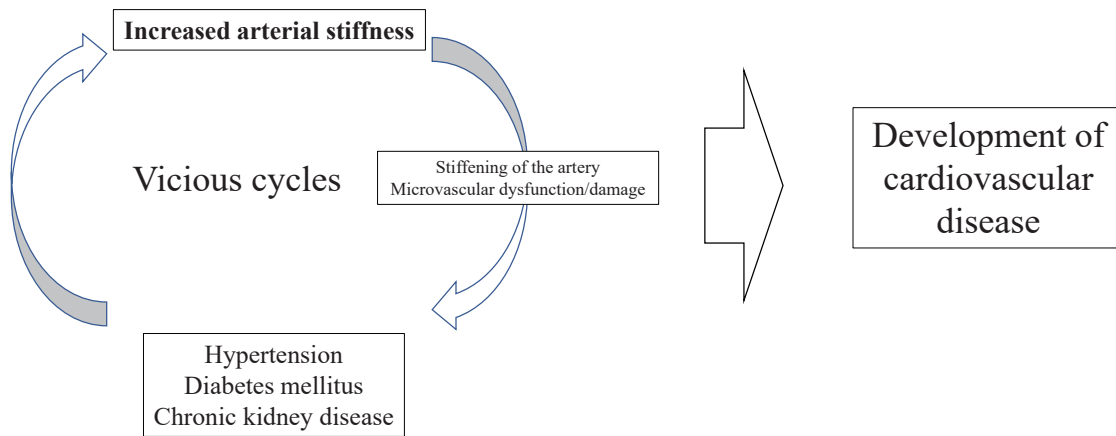 Increased arterial stiffness
Vicious cycles
Stiffening of the artery
Microvascular dysfunction/damage
Hypertension
Diabetes mellitus
Chronic kidney disease
Development of
cardiovascular
disease